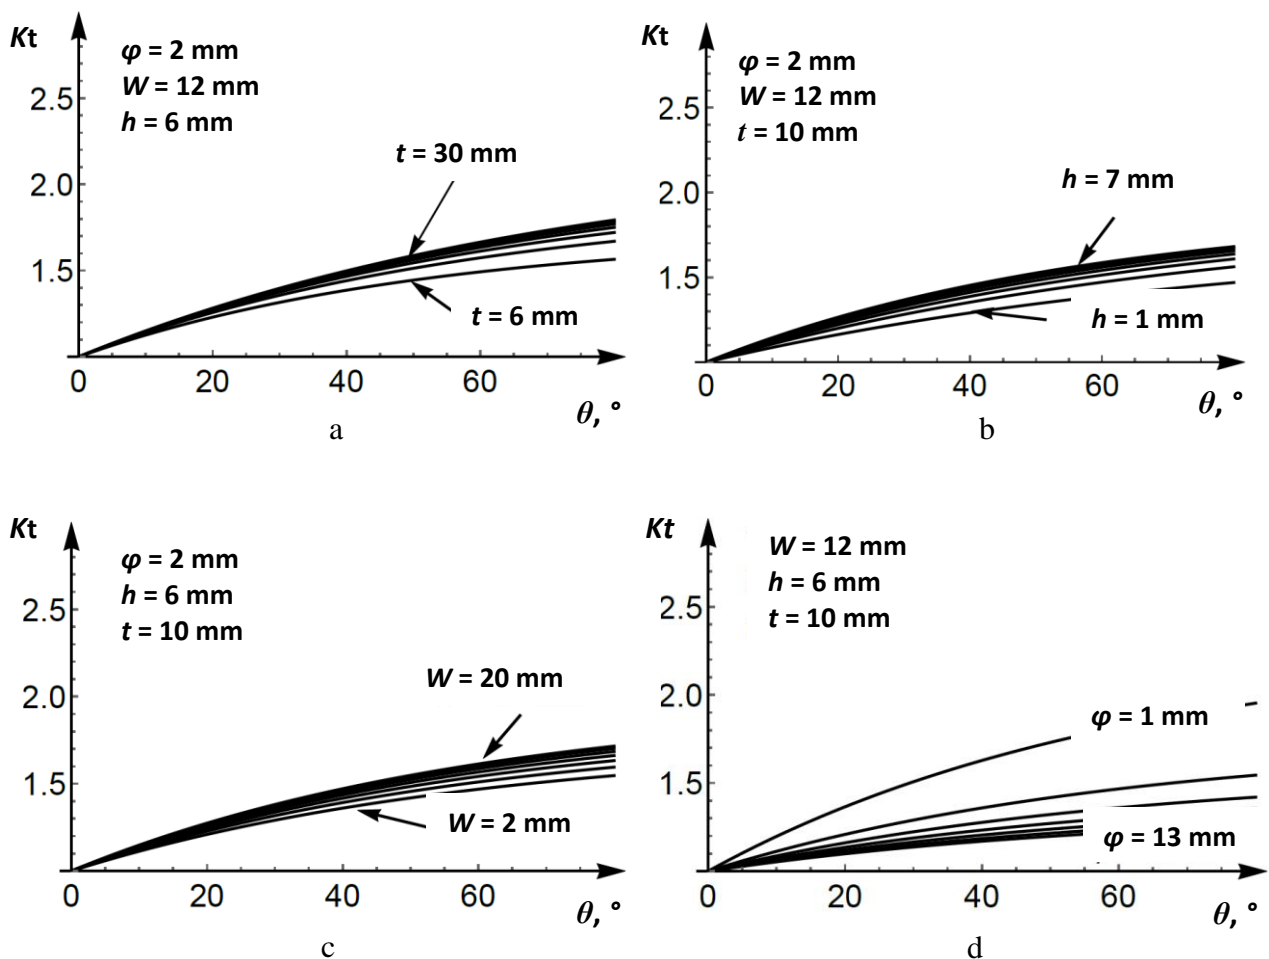 Kt
φ = 2 mm
W = 12 mm
h = 6 mm
t = 30 mm
t = 6 mm
2.5
2.0
1.5
0 20 40 60
θ, °
a
Kt
φ = 2 mm
W = 12 mm
t = 10 mm
h = 7 mm
h = 1 mm
2.5
2.0
1.5
0 20 40 60
θ, °
b
Kt
φ = 2 mm
h = 6 mm
t = 10 mm
W = 20 mm
W = 2 mm
2.5
2.0
1.5
0 20 40 60
θ, °
c
Kt
W = 12 mm
h = 6 mm
t = 10 mm
φ = 1 mm
φ = 13 mm
2.5
2.0
1.5
0 20 40 60
θ, °
d